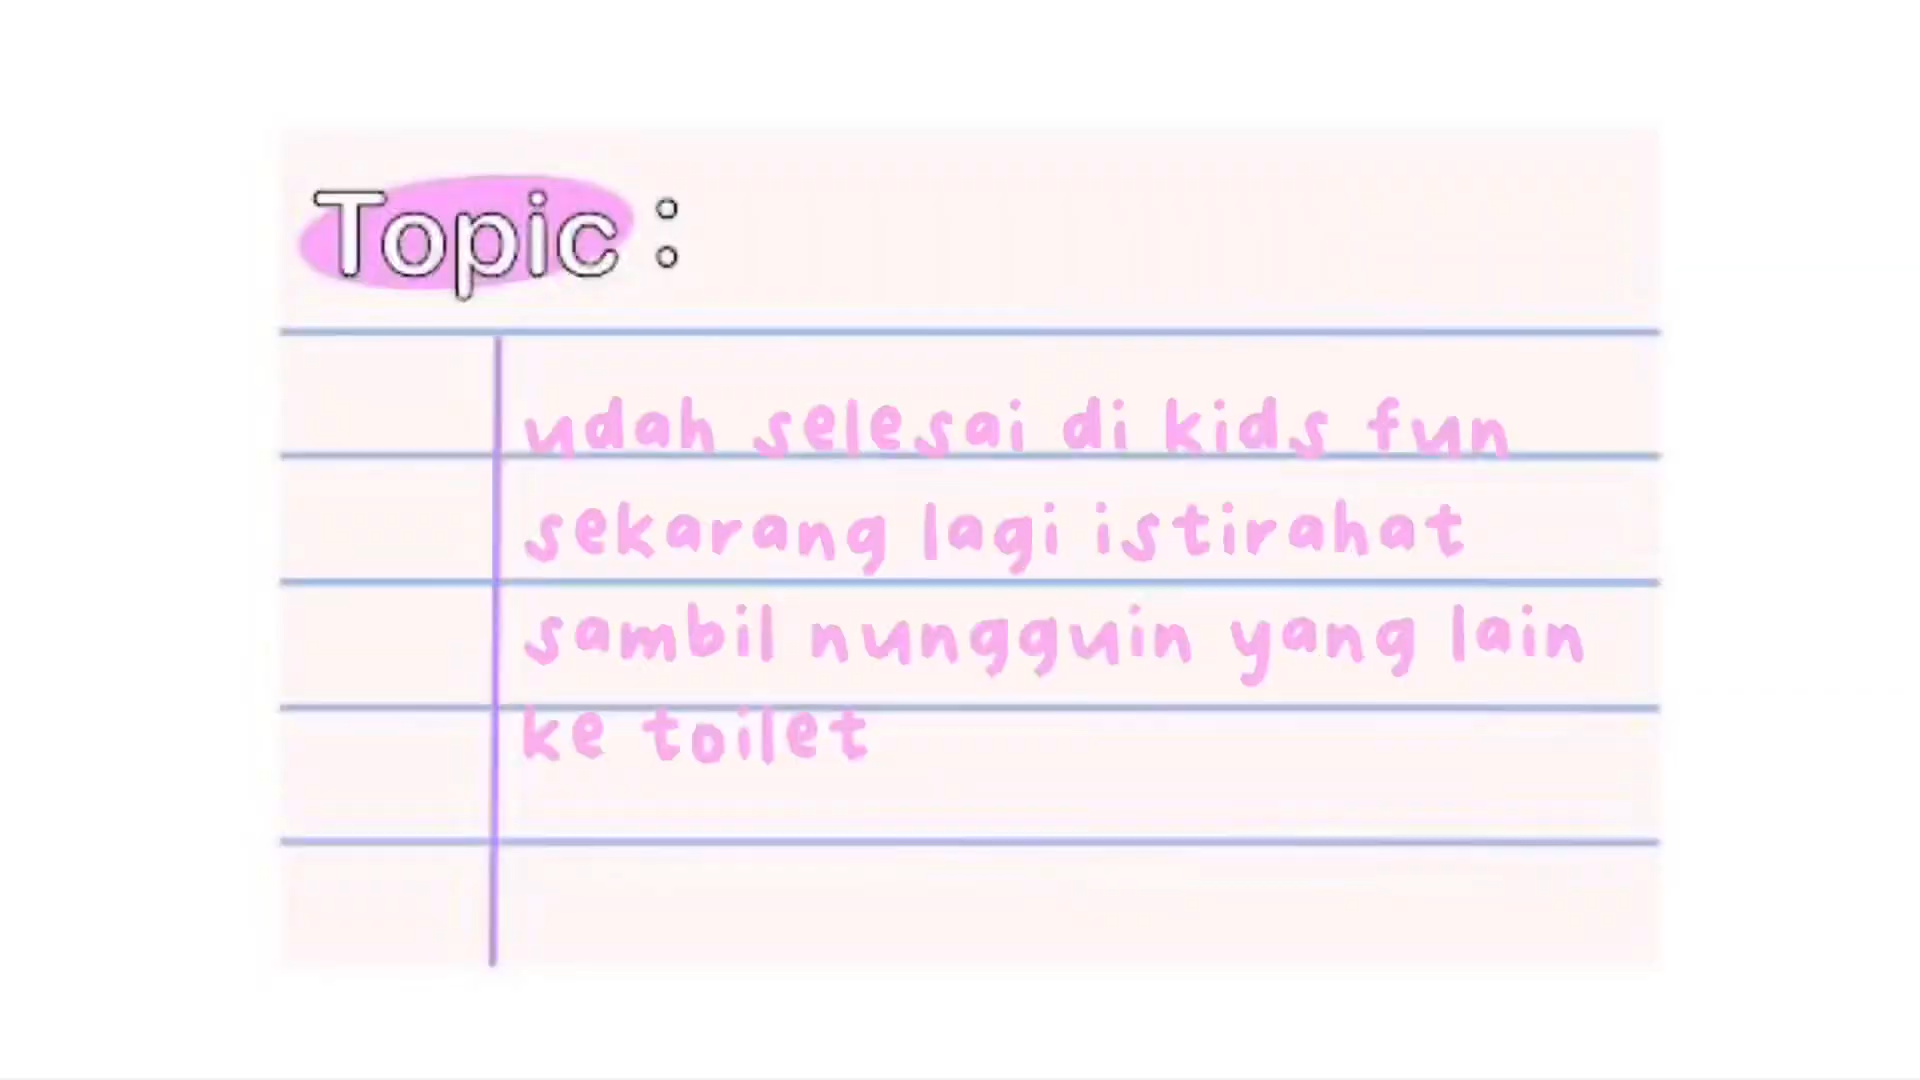 Topic :
udah selesai di kids fun
sekarang lagi istirahat
sambil nungguin yang lain
ke toilet